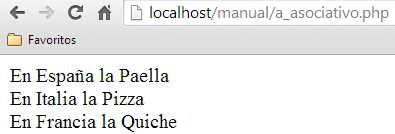 localhost/manual/a_asociativo.php
Favoritos
En España la Paella
En Italia la Pizza
En Francia la Quiche